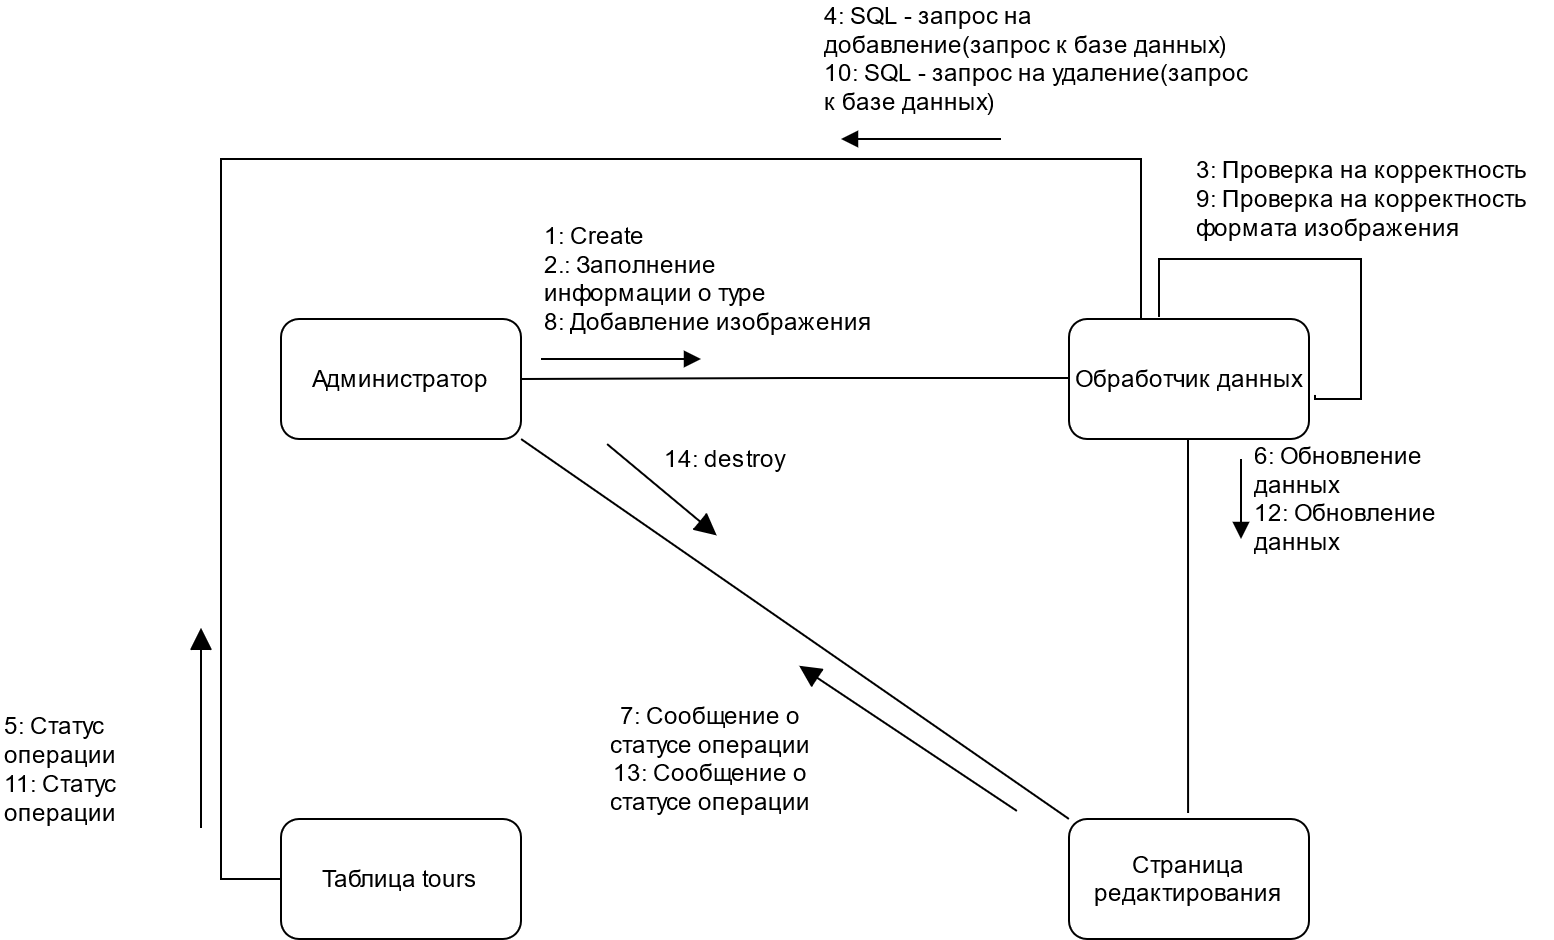 4: SQL - запрос на
добавление(запрос к базе данных)
10: SQL - запрос на удаление(запрос
к базе данных)
3: Проверка на корректность
9: Проверка на корректность
формата изображения
1: Create
2.: Заполнение
информации о туре
8: Добавление изображения
Администратор
Обработчик данных
14: destroy
6: Обновление
данных
12: Обновление
данных
5: Статус
операции
11: Статус
операции
7: Сообщение о
статусе операции
13: Сообщение о
статусе операции
Таблица tours
Страница
редактирования